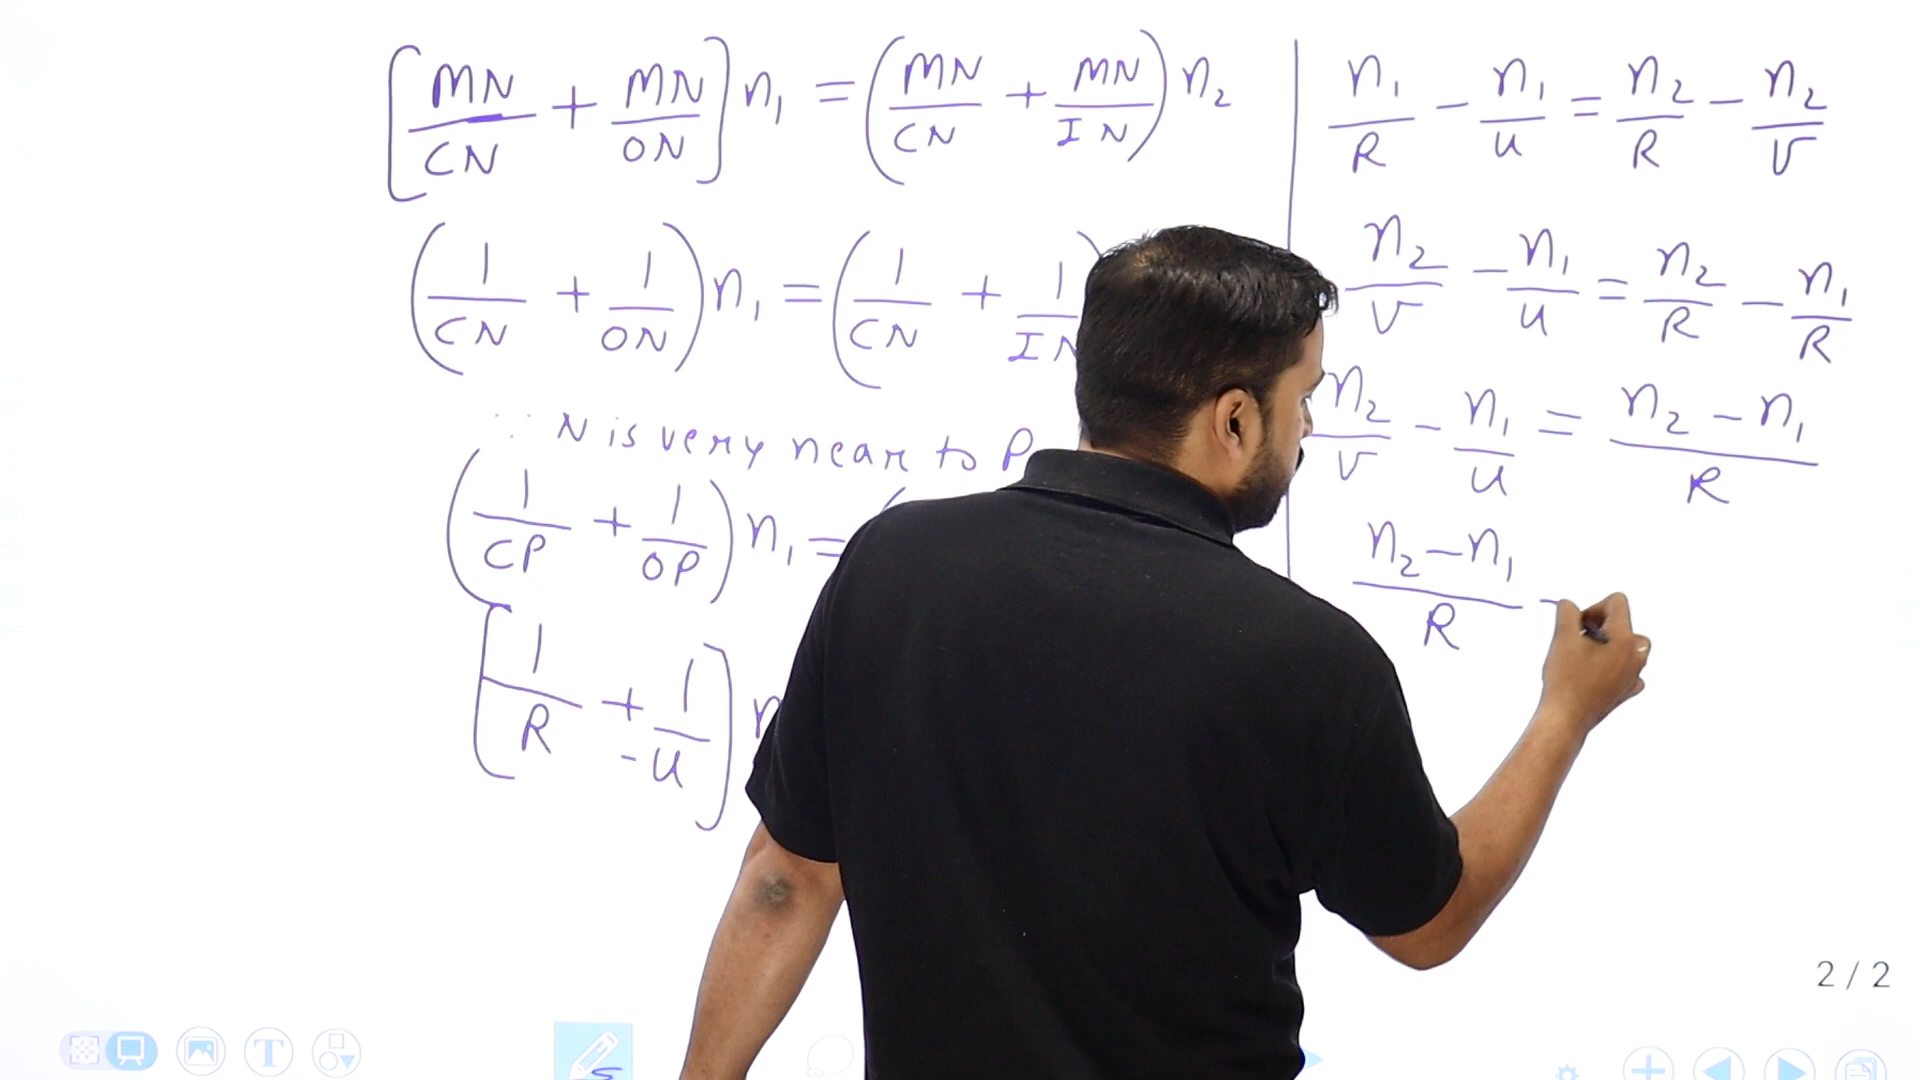 [MN/CN + MN/ON] n₁ = (MN/CN + MN/IN) n₂
(1/CN + 1/ON) n₁ = (1/CN + 1/IN
∵ N is very near to P
(1/CP + 1/OP) n₁ =
[1/R + 1/-u] n
n₁/R - n₁/u = n₂/R - n₂/v
n₂/v - n₁/u = n₂/R - n₁/R
n₂/v - n₁/u = n₂ - n₁/R
n₂-n₁/R
2 / 2
T